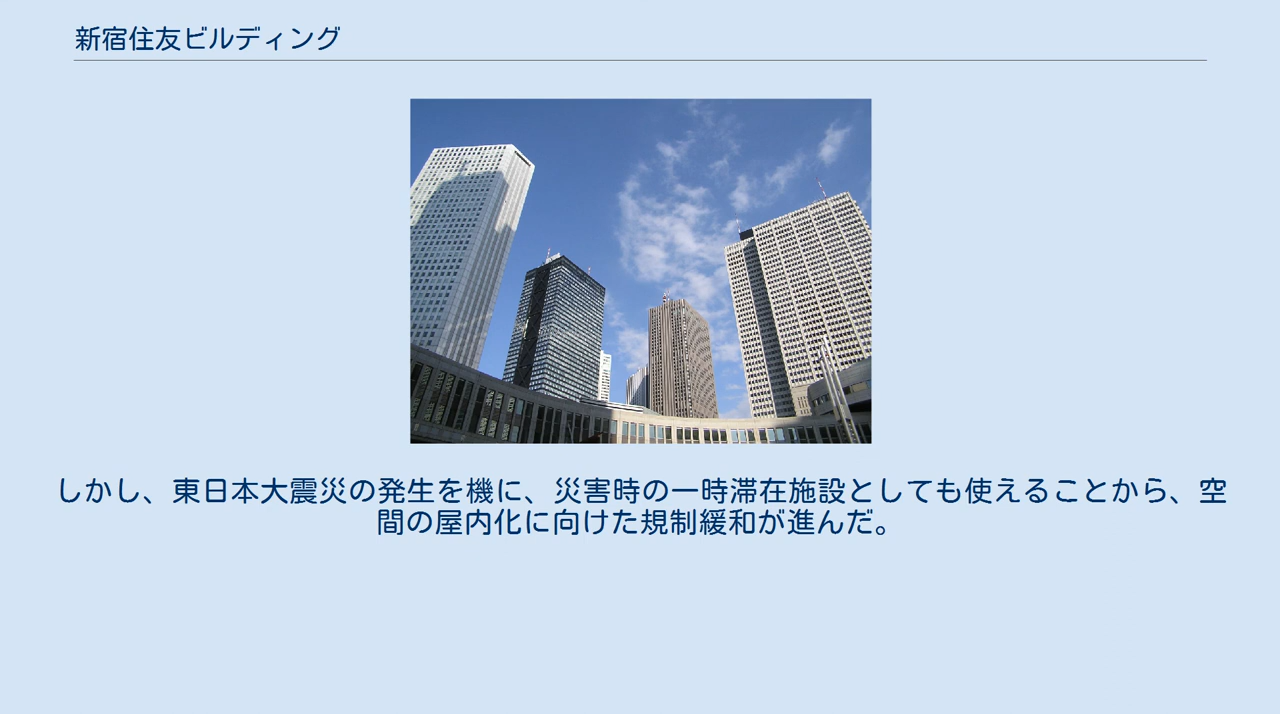 新宿住友ビルディング
しかし、東日本大震災の発生を機に、災害時の一時滞在施設としても使えることから、空
間の屋内化に向けた規制緩和が進んだ。